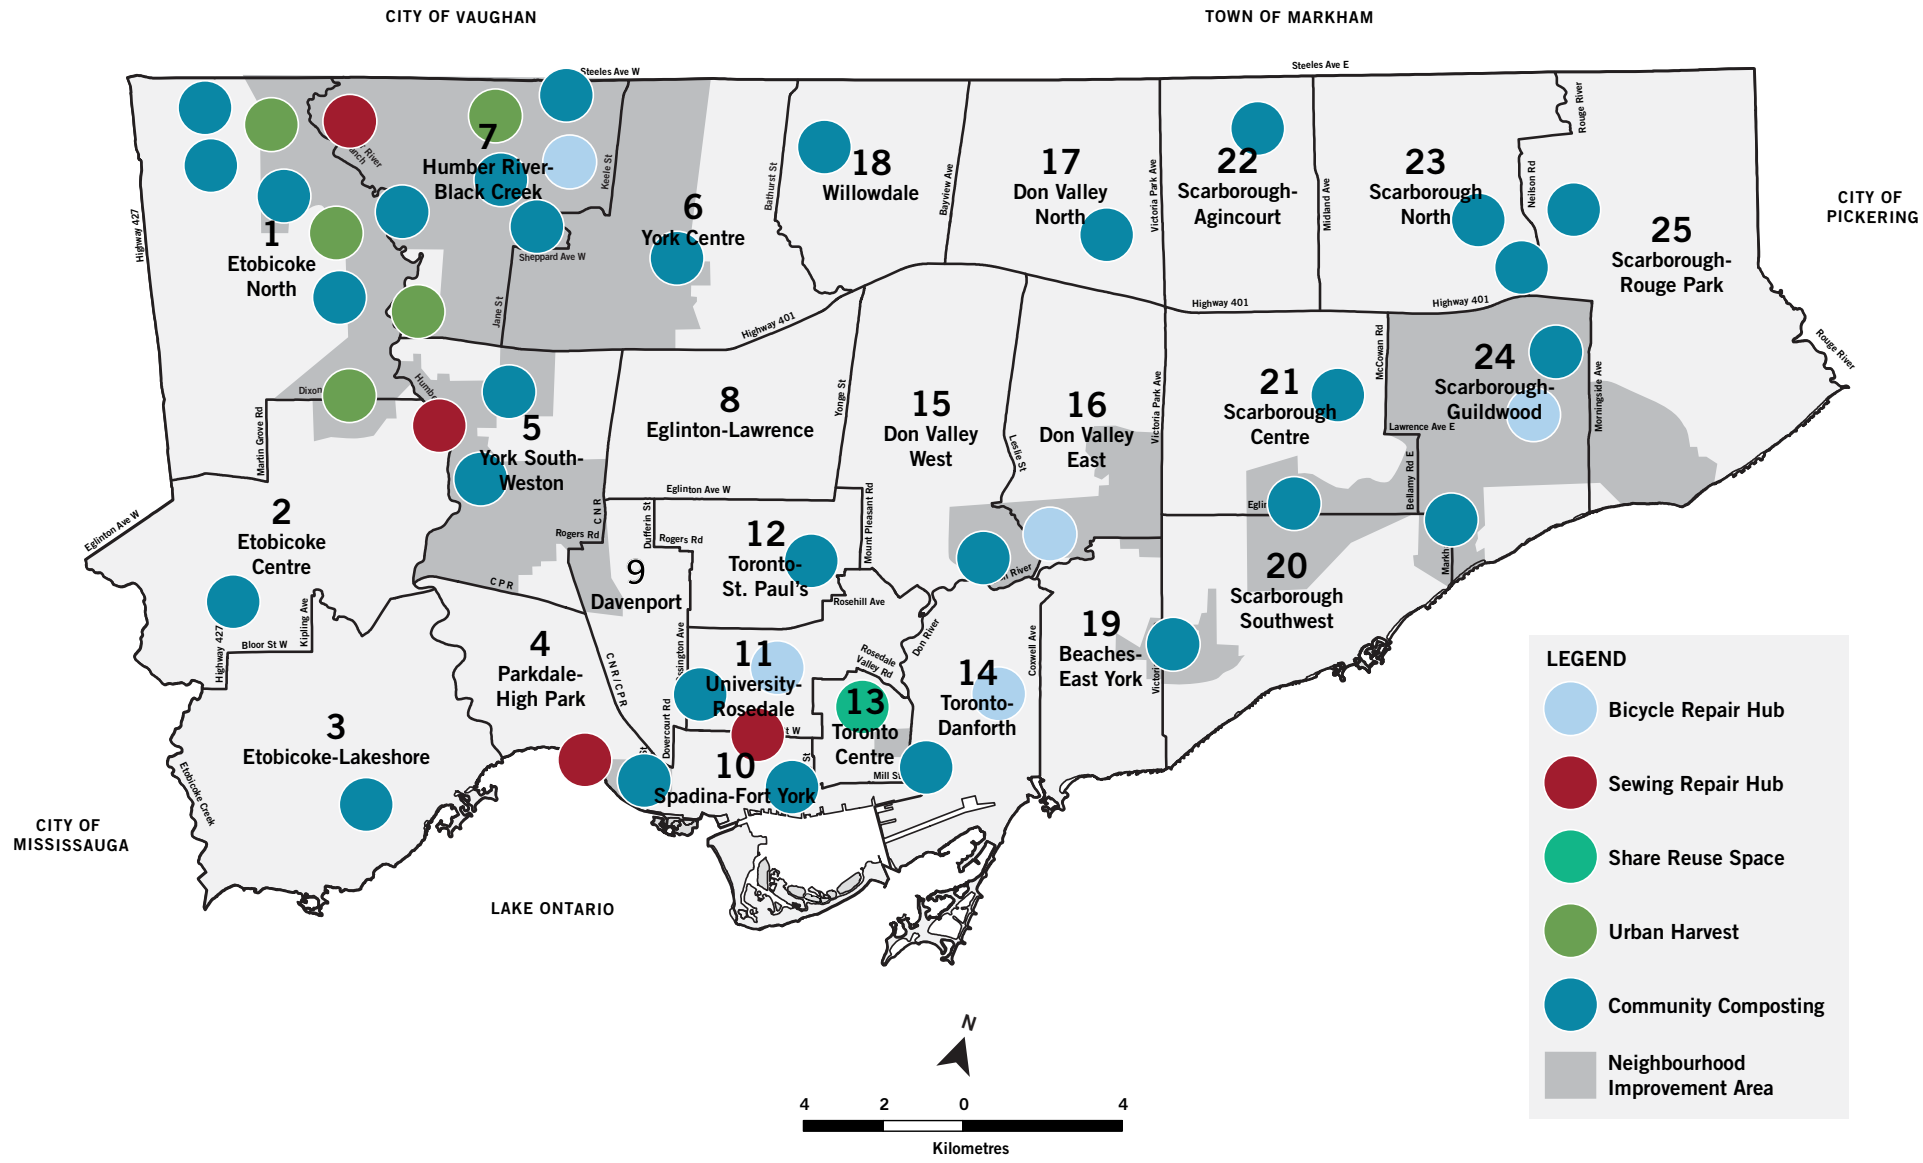 CITY OF VAUGHAN
TOWN OF MARKHAM
Steeles Ave W
Steeles Ave E
Rouge River
River
7
Humber River-
Black Creek
Keele St
Bathurst St
18
Willowdale
Bayview Ave
17
Don Valley
North
Victoria Park Ave
22
Scarborough-
Agincourt
Midland Ave
23
Scarborough
North
Neilson Rd
CITY OF
PICKERING
Highway 427
1
Etobicoke
North
6
York Centre
Sheppard Ave W
25
Scarborough-
Rouge Park
Jane St
Highway 401
Highway 401
Highway 401
Rouge River
McCowan Rd
24
Scarborough-
Guildwood
Morningside Ave
Martin Grove Rd
5
York South-
Weston
8
Eglinton-Lawrence
Yonge St
15
Don Valley
West
16
Don Valley
East
Leslie St
Victoria Park Ave
21
Scarborough
Centre
Lawrence Ave E
Bellamy Rd E
Eglinton Ave W
2
Etobicoke
Centre
Eglinton Ave W
C N R
Rogers Rd
Dufferin St
Rogers Rd
Mount Pleasant Rd
12
Toronto-
St. Paul's
River
9
Davenport
C P R
Rosehill Ave
20
Scarborough
Southwest
Kipling Ave
Highway 427
Bloor St W
4
Parkdale-
High Park
CNR/CPR
11
University-
Rosedale
Rosedale
Valley Rd
Don River
Coxwell Ave
19
Beaches-
East York
14
Toronto-
Danforth
13
Toronto
Centre
Dovercourt Rd
St
Mill St
10
Spadina-Fort York
3
Etobicoke-Lakeshore
Etobicoke Creek
CITY OF
MISSISSAUGA
LAKE ONTARIO
LEGEND
Bicycle Repair Hub
Sewing Repair Hub
Share Reuse Space
Urban Harvest
Community Composting
Neighbourhood
Improvement Area
N
4 2 0 4
Kilometres